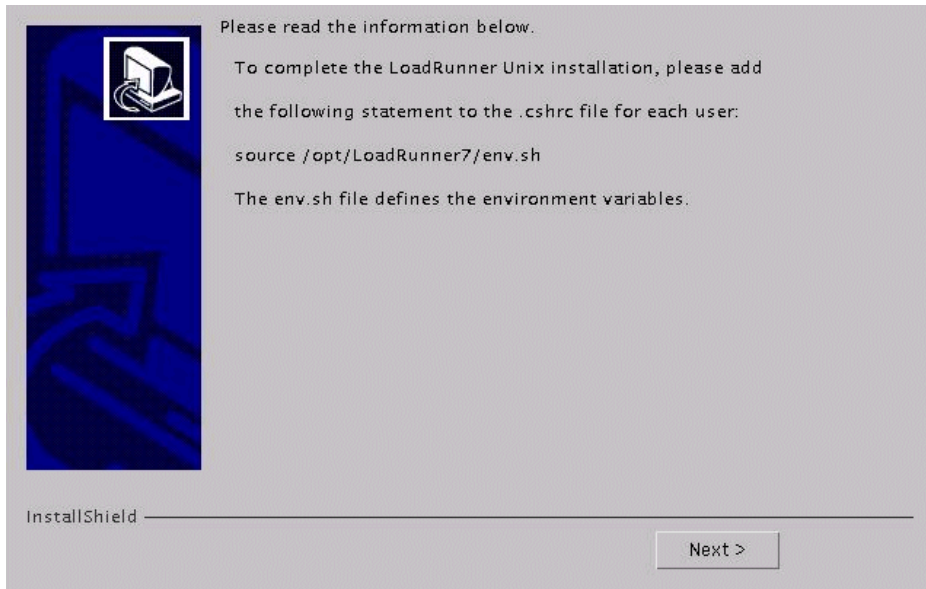 Please read the information below.
To complete the LoadRunner Unix installation, please add
the following statement to the .cshrc file for each user:
source /opt/LoadRunner7/env.sh
The env.sh file defines the environment variables.
InstallShield
Next >